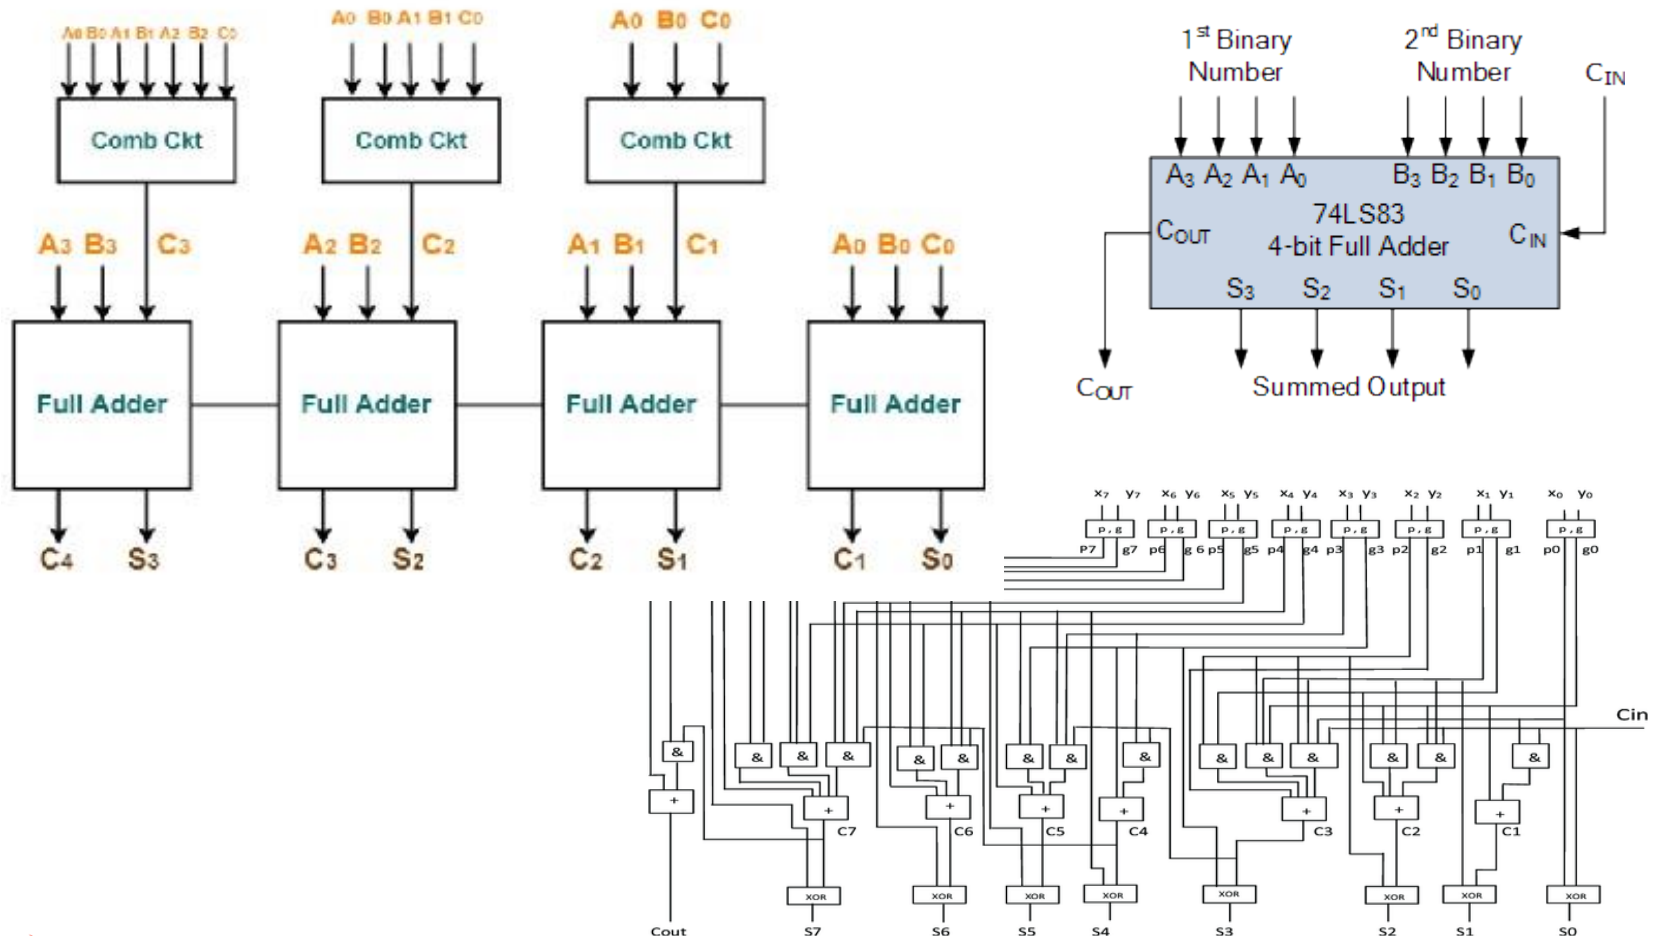 A0 B0 A1 B1 A2 B2 C0
A0 B0 A1 B1 C0
A0 B0 C0
Comb Ckt
Comb Ckt
Comb Ckt
A3 B3 C3
A2 B2 C2
A1 B1 C1
A0 B0 C0
Full Adder
Full Adder
Full Adder
Full Adder
C4 S3
C3 S2
C2 S1
C1 S0
1st Binary
Number
2nd Binary
Number
CIN
A3 A2 A1 A0
B3 B2 B1 B0
74LS83
4-bit Full Adder
COUT
CIN
S3 S2 S1 S0
COUT
Summed Output
x7 y7 x6 y6 x5 y5 x4 y4 x3 y3 x2 y2 x1 y1 x0 y0
p,g p,g p,g p,g p,g p,g p,g p,g
P7 g7 p6 g6 p5 g5 p4 g4 p3 g3 p2 g2 p1 g1 p0 g0
Cin
& & & & & & & & & & & & & & &
+ + + + + + + +
C7 C6 C5 C4 C3 C2 C1
XOR XOR XOR XOR XOR XOR XOR XOR
Cout S7 S6 S5 S4 S3 S2 S1 S0